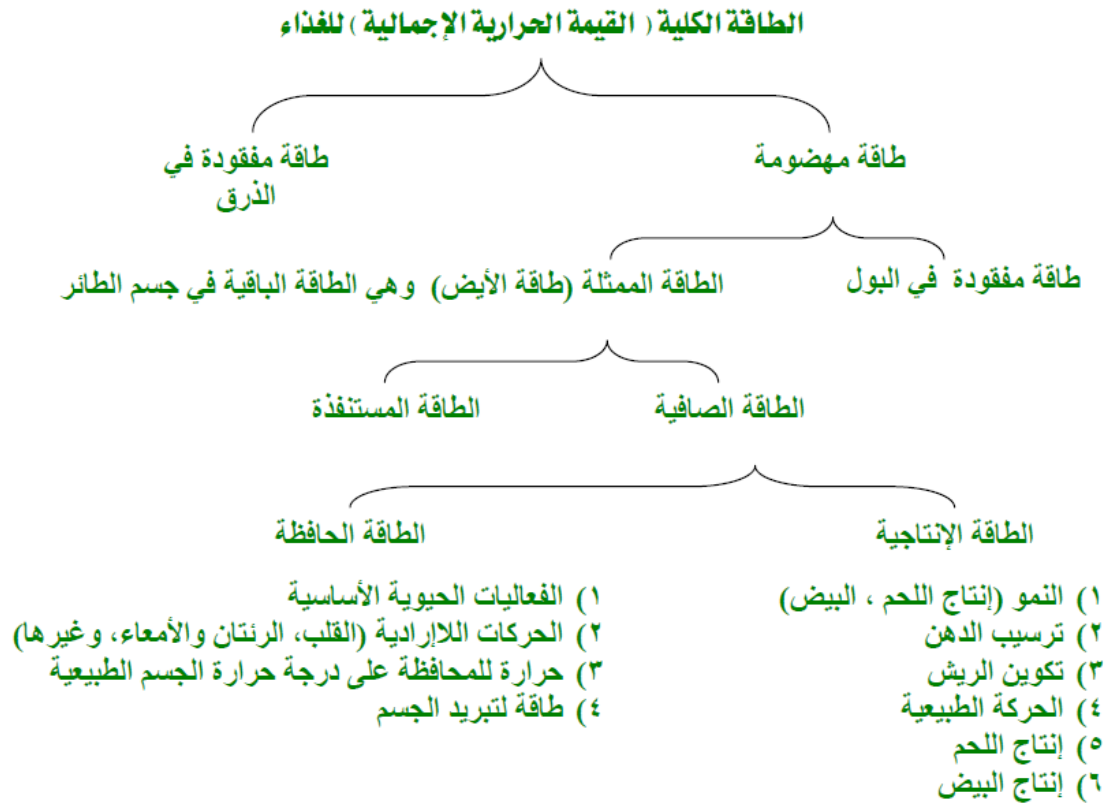 الطاقة الكلية ( القيمة الحرارية الإجمالية ) للغذاء
طاقة مهضومة
طاقة مفقودة في
الذرق
طاقة مفقودة في البول
الطاقة الممثلة (طاقة الأيض) وهي الطاقة الباقية في جسم الطائر
الطاقة الصافية
الطاقة المستنفذة
الطاقة الإنتاجية
١) النمو (إنتاج اللحم ، البيض)
٢) ترسيب الدهن
٣) تكوين الريش
٤) الحركة الطبيعية
٥) إنتاج اللحم
٦) إنتاج البيض
الطاقة الحافظة
١) الفعاليات الحيوية الأساسية
٢) الحركات اللاإرادية (القلب، الرئتان والأمعاء، وغيرها)
٣) حرارة للمحافظة على درجة حرارة الجسم الطبيعية
٤) طاقة لتبريد الجسم